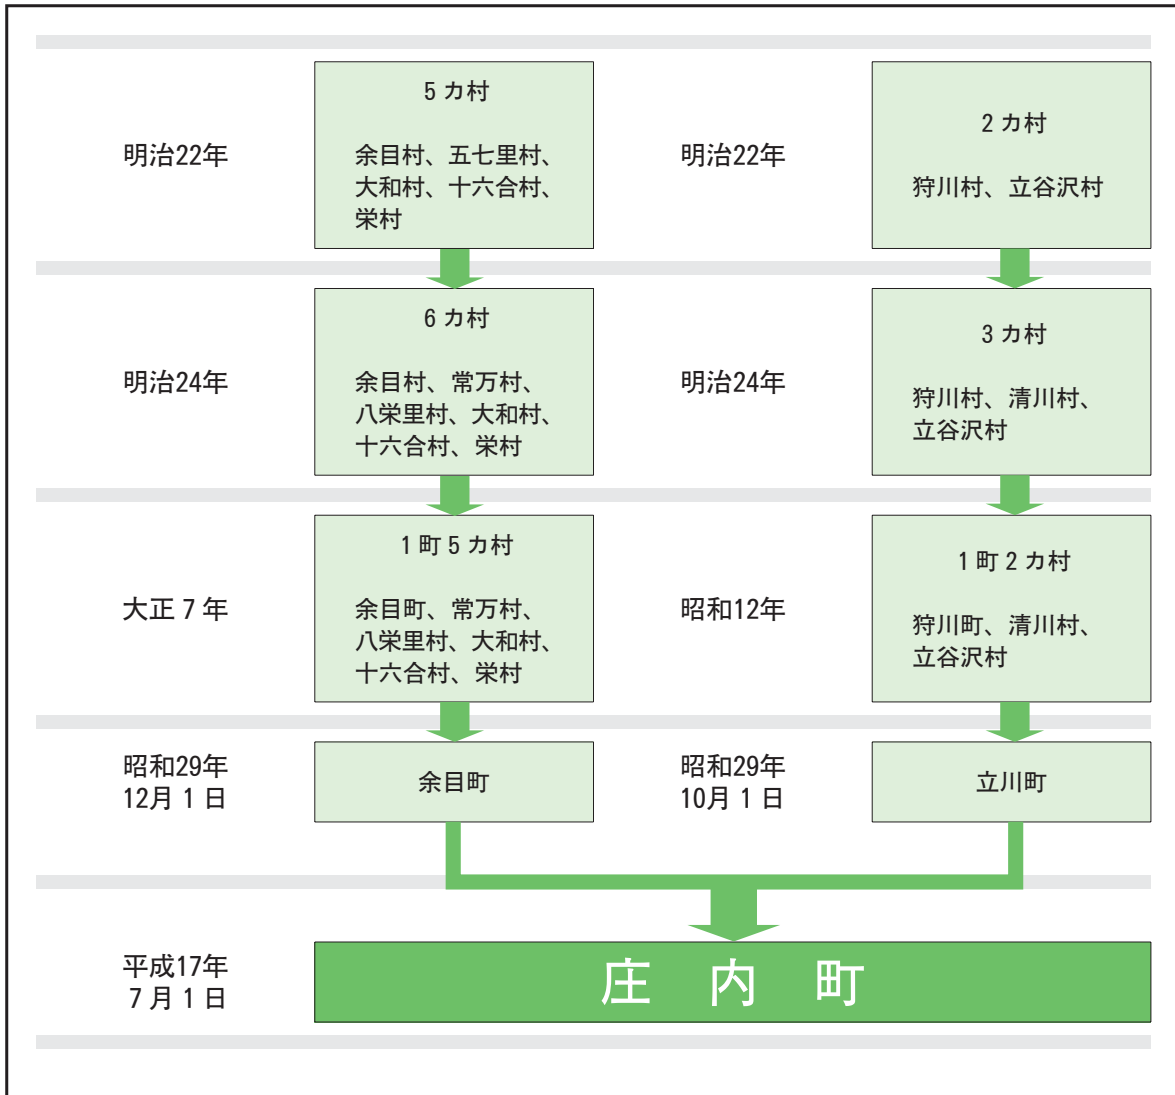 明治22年
5カ村
余目村、五七里村、
大和村、十六合村、
栄村
明治22年
2カ村
狩川村、立谷沢村
明治24年
6カ村
余目村、常万村、
八栄里村、大和村、
十六合村、栄村
明治24年
3カ村
狩川村、清川村、
立谷沢村
大正7年
1町5カ村
余目町、常万村、
八栄里村、大和村、
十六合村、栄村
昭和12年
1町2カ村
狩川町、清川村、
立谷沢村
昭和29年
12月1日
余目町
昭和29年
10月1日
立川町
平成17年
7月1日
庄内町